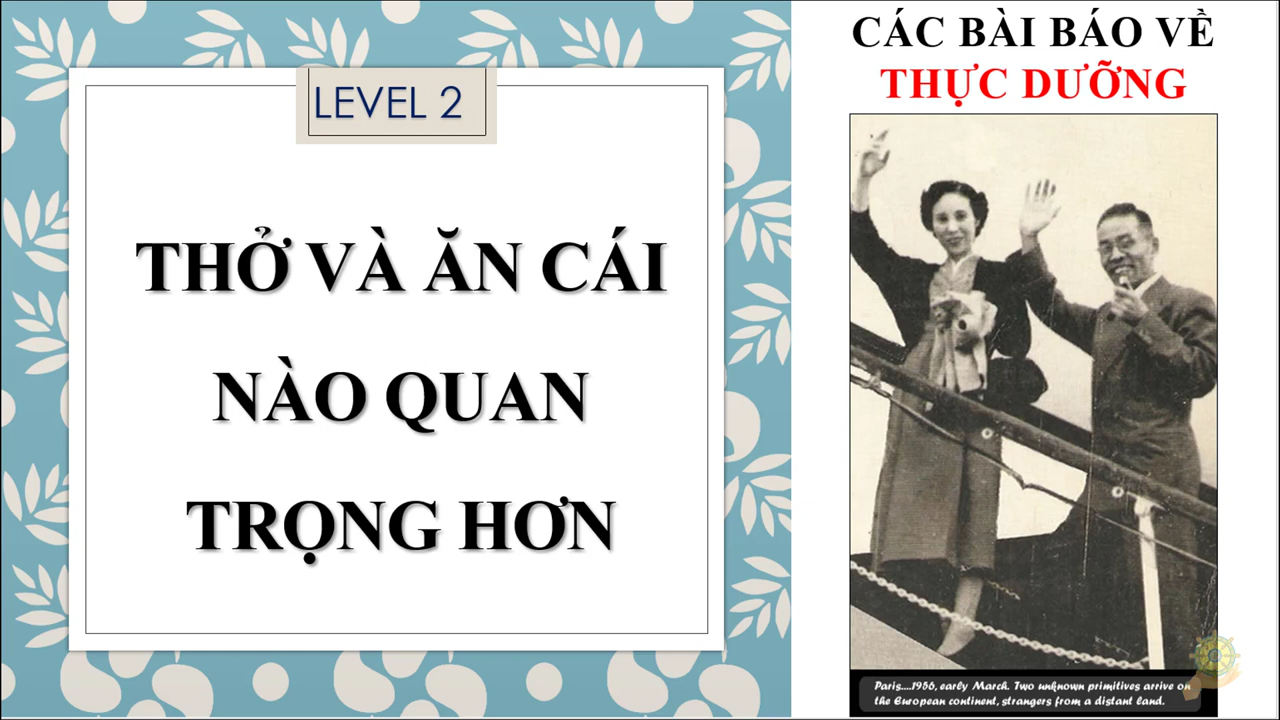 LEVEL 2
THỞ VÀ ĂN CÁI
NÀO QUAN
TRỌNG HƠN
CÁC BÀI BÁO VỀ
THỰC DƯỠNG
Paris....1956, early March. Two unknown primitives arrive on
the European continent, strangers from a distant land.